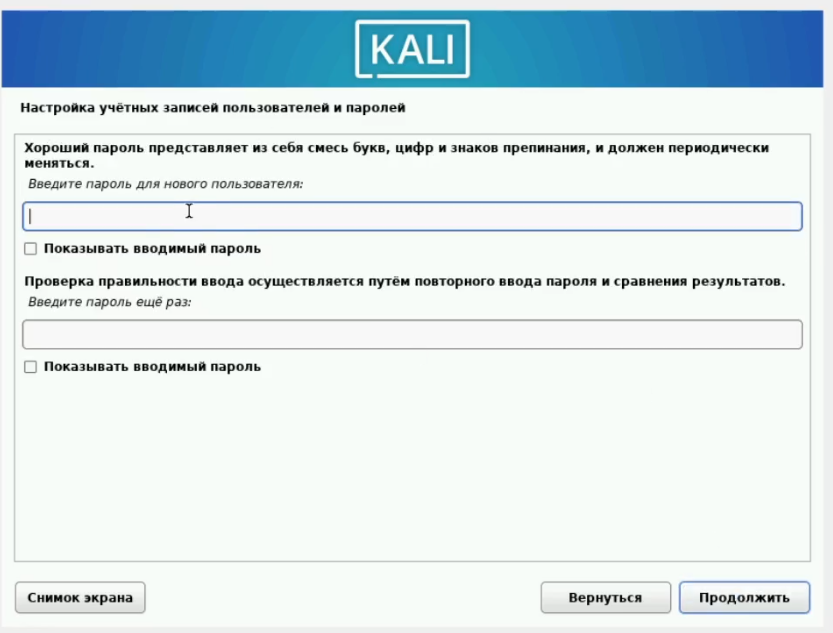 KALI
Настройка учётных записей пользователей и паролей
Хороший пароль представляет из себя смесь букв, цифр и знаков препинания, и должен периодически
меняться.
Введите пароль для нового пользователя:
Показывать вводимый пароль
Проверка правильности ввода осуществляется путём повторного ввода пароля и сравнения результатов.
Введите пароль ещё раз:
Показывать вводимый пароль
Снимок экрана
Вернуться
Продолжить